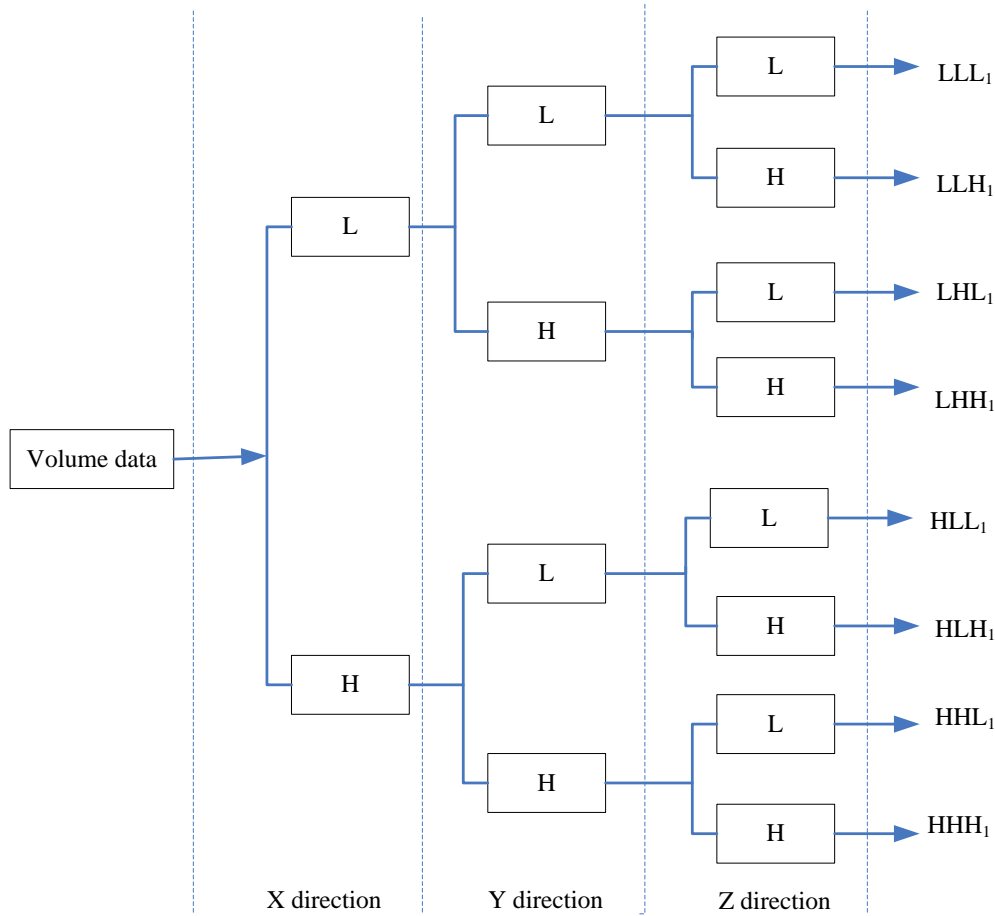 L
LLL₁
L
H
LLH₁
L
L
LHL₁
H
H
LHH₁
Volume data
L
HLL₁
L
H
HLH₁
H
L
HHL₁
H
H
HHH₁
X direction
Y direction
Z direction